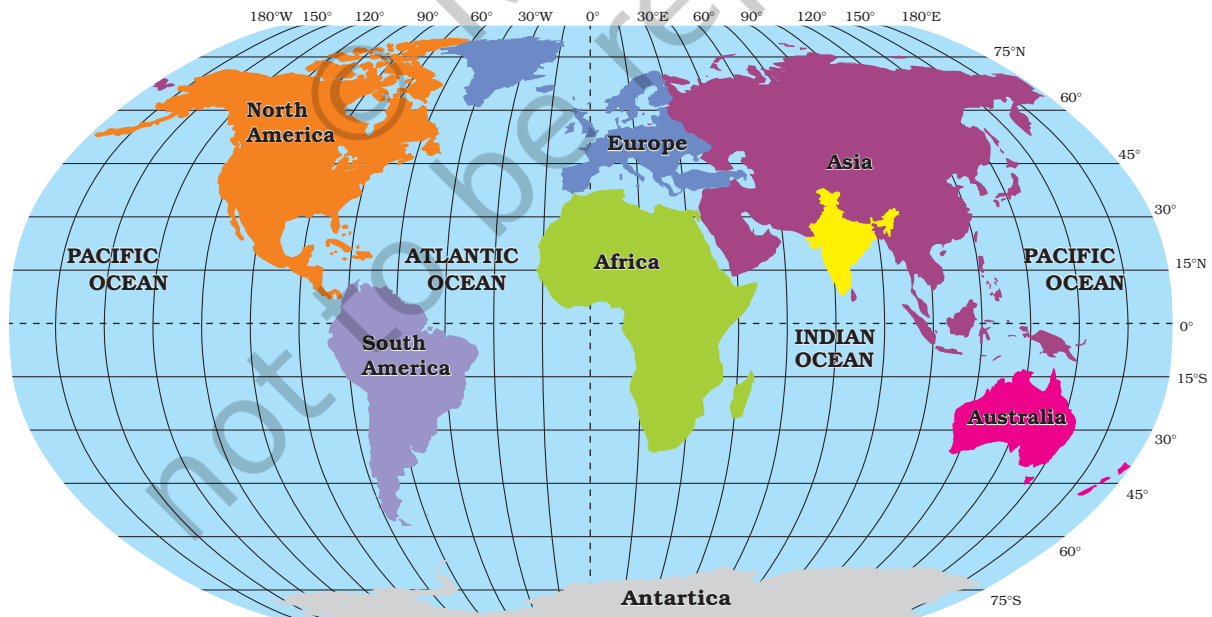 180°W 150° 120° 90° 60° 30°W 0° 30°E 60° 90° 120° 150° 180°E
75°N
60°
45°
30°
15°N
0°
15°S
30°
45°
60°
75°S
North
America
Europe
Asia
PACIFIC
OCEAN
ATLANTIC
OCEAN
Africa
PACIFIC
OCEAN
South
America
INDIAN
OCEAN
Australia
Antartica
©
not to be re